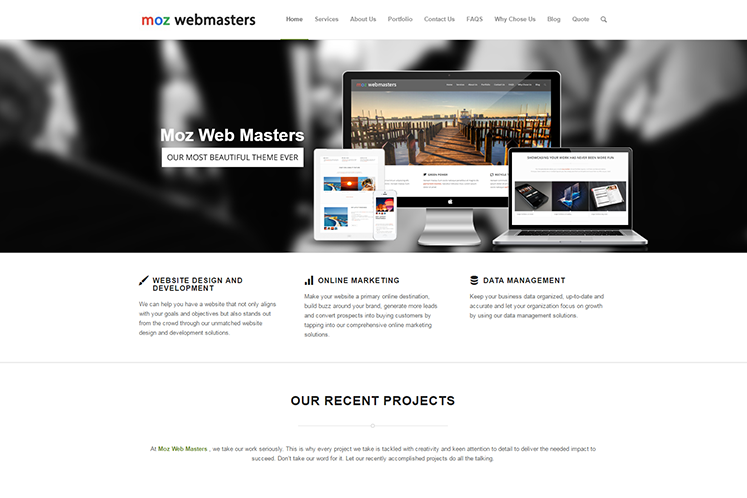 moz webmasters
Home Services About Us Portfolio Contact Us FAQS Why Chose Us Blog Quote
moz webmasters
Moz Web Masters
OUR MOST BEAUTIFUL THEME EVER
SHOWCASING YOUR WORK HAS NEVER BEEN MORE FUN.
WEBSITE DESIGN AND
DEVELOPMENT
We can help you have a website that not only aligns
with your goals and objectives but also stands out
from the crowd through our unmatched website
design and development solutions.
ONLINE MARKETING
Make your website a primary online destination,
build buzz around your brand, generate more leads
and convert prospects into buying customers by
tapping into our comprehensive online marketing
solutions.
DATA MANAGEMENT
Keep your business data organized, up-to-date and
accurate and let your organization focus on growth
by using our data management solutions.
OUR RECENT PROJECTS
At Moz Web Masters , we take our work seriously. This is why every project we take is tackled with creativity and keen attention to detail to deliver the needed impact to
succeed. Don't take our word for it. Let our recently accomplished projects do all the talking.